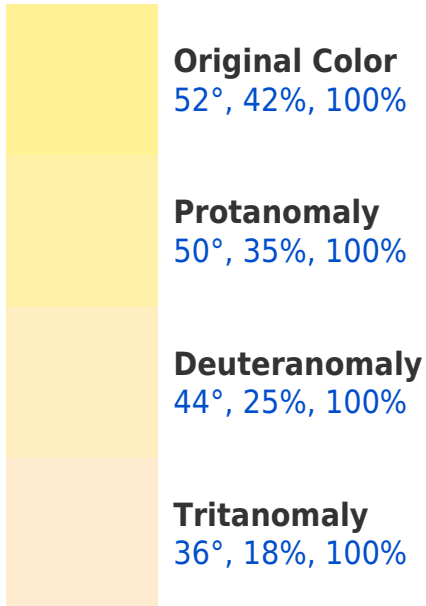 Original Color
52°, 42%, 100%
Protanomaly
50°, 35%, 100%
Deuteranomaly
44°, 25%, 100%
Tritanomaly
36°, 18%, 100%